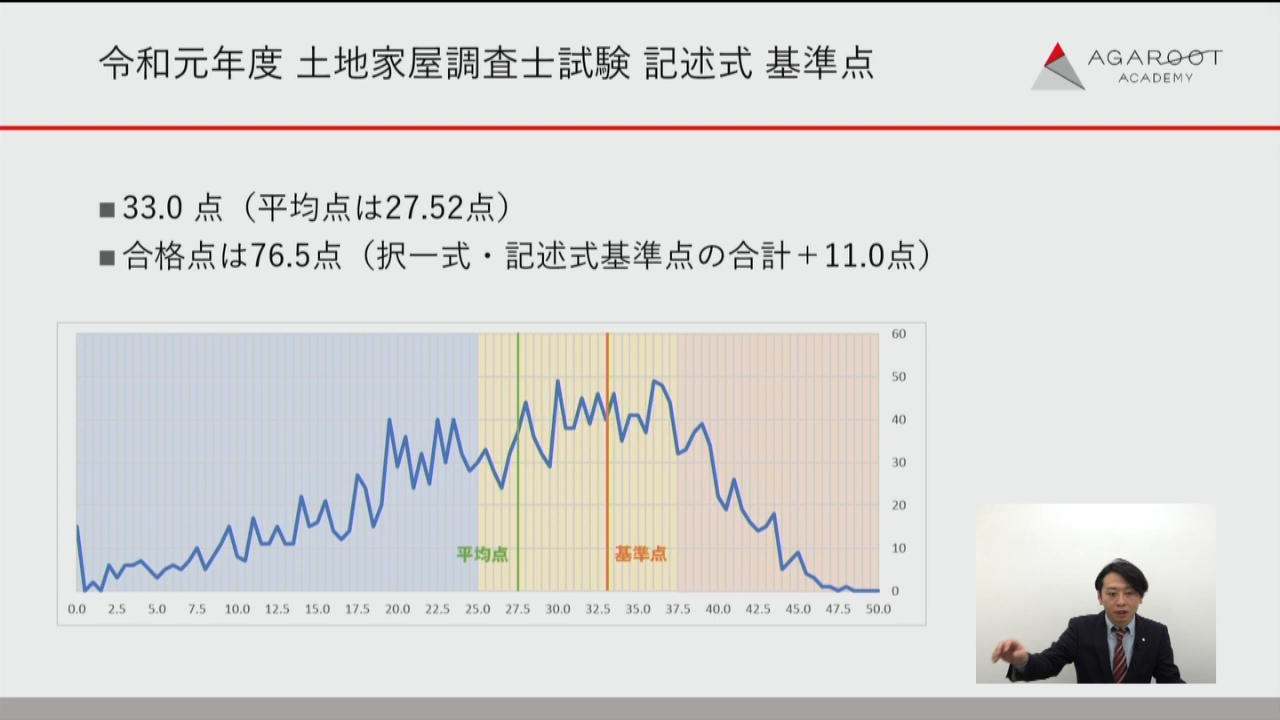 令和元年度 土地家屋調査士試験 記述式 基準点
AGAROOT
ACADEMY
■ 33.0 点（平均点は27.52点）
■ 合格点は76.5点（択一式・記述式基準点の合計＋11.0点）
60
50
40
30
20
10
0
平均点 基準点
0.0 2.5 5.0 7.5 10.0 12.5 15.0 17.5 20.0 22.5 25.0 27.5 30.0 32.5 35.0 37.5 40.0 42.5 45.0 47.5 50.0